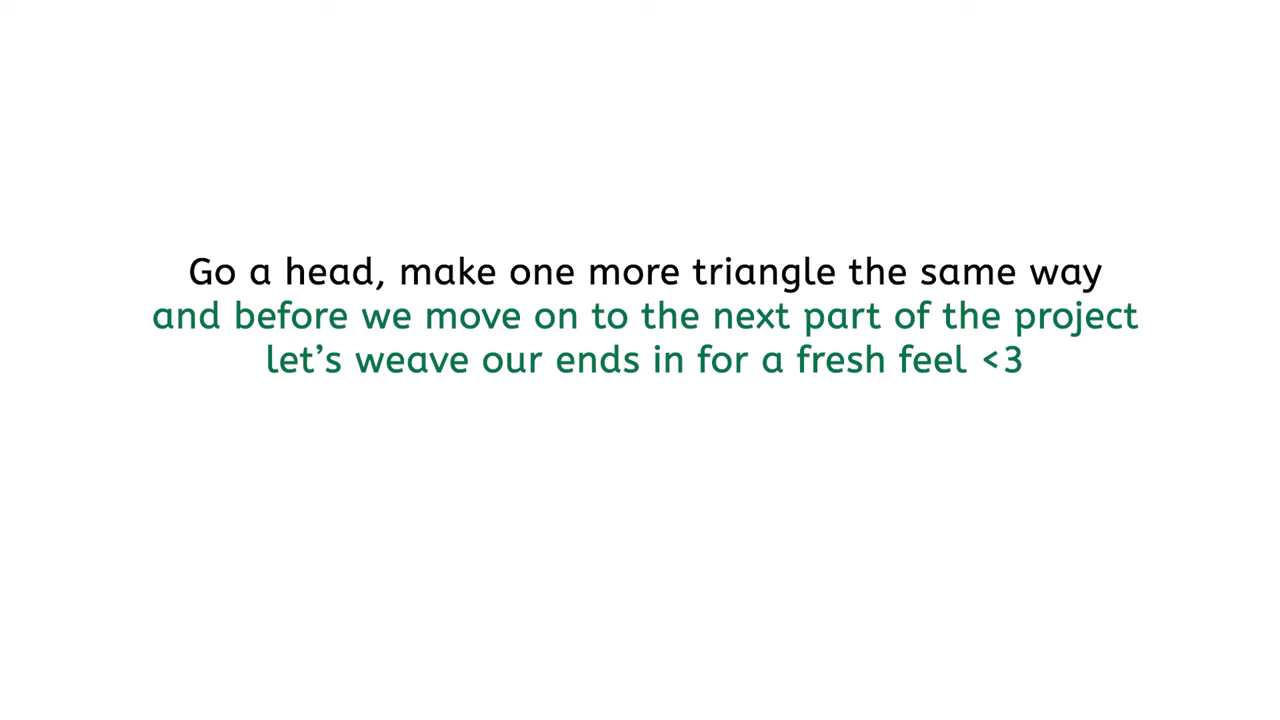 Go a head, make one more triangle the same way
and before we move on to the next part of the project
let’s weave our ends in for a fresh feel <3